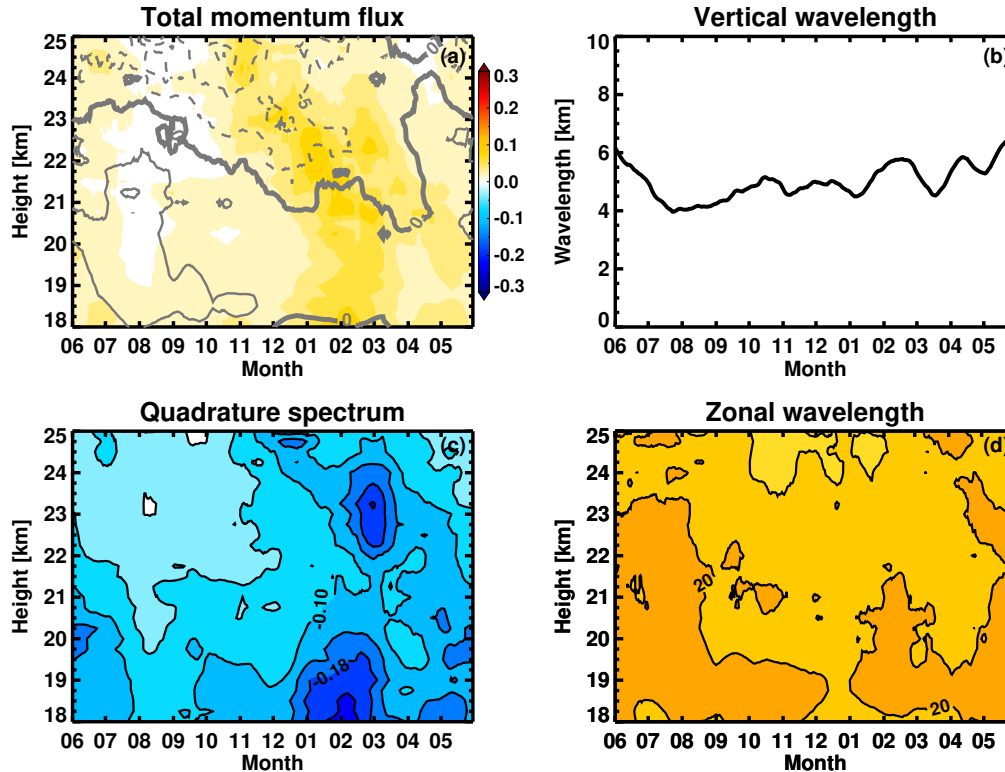 Total momentum flux
(a)
Height [km]
25
24
23
22
21
20
19
18
-5
0
0
0
06 07 08 09 10 11 12 01 02 03 04 05
Month
0.3
0.2
0.1
0.0
-0.1
-0.2
-0.3
Vertical wavelength
(b)
Wavelength [km]
10
8
6
4
2
0
06 07 08 09 10 11 12 01 02 03 04 05
Month
Quadrature spectrum
(c)
Height [km]
25
24
23
22
21
20
19
18
-0.10
-0.18
06 07 08 09 10 11 12 01 02 03 04 05
Month
Zonal wavelength
(d)
Height [km]
25
24
23
22
21
20
19
18
20
20
06 07 08 09 10 11 12 01 02 03 04 05
Month